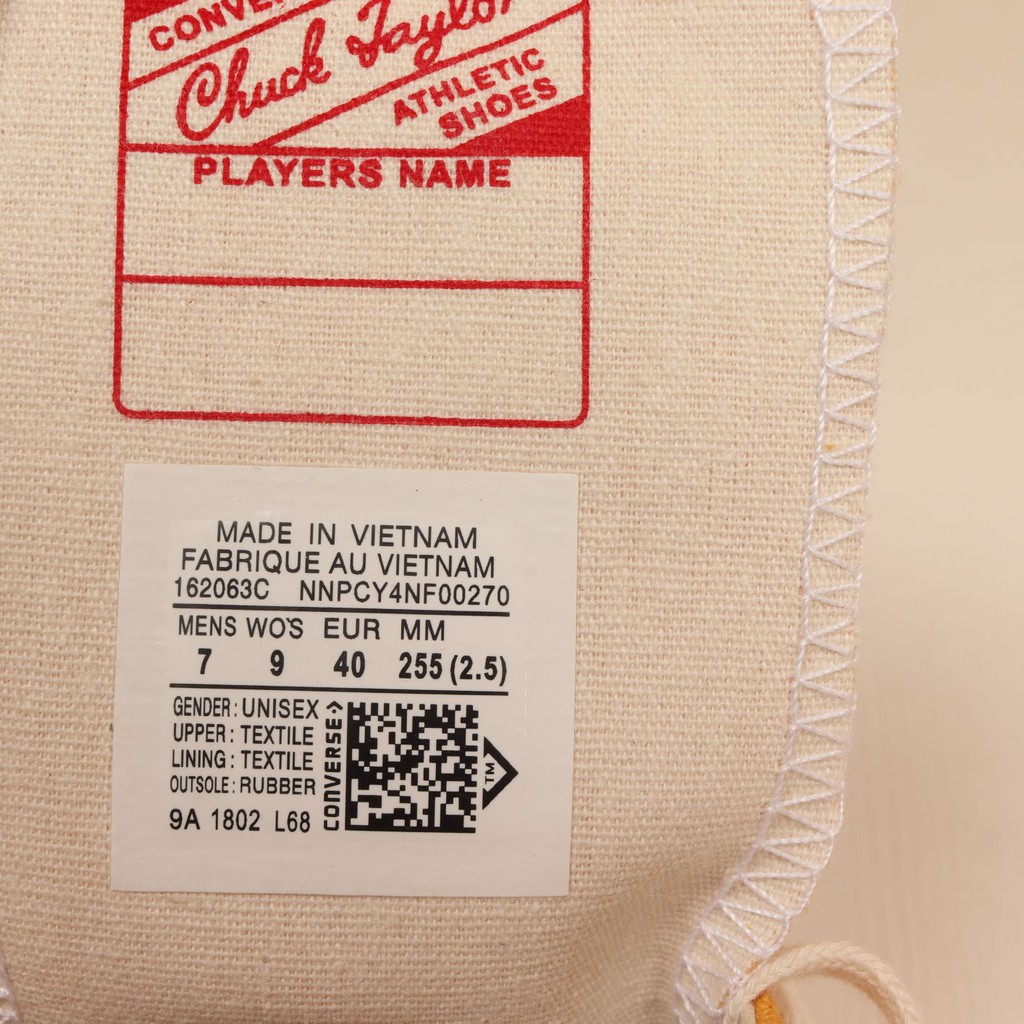 CONVER
Chuck Taylor
ATHLETIC
SHOES
PLAYERS NAME
MADE IN VIETNAM
FABRIQUE AU VIETNAM
162063C NNPCY4NF00270
MENS WO'S EUR MM
7 9 40 255 (2.5)
GENDER : UNISEX
UPPER : TEXTILE
LINING : TEXTILE
OUTSOLE : RUBBER
9A 1802 L68
CONVERSE
TM